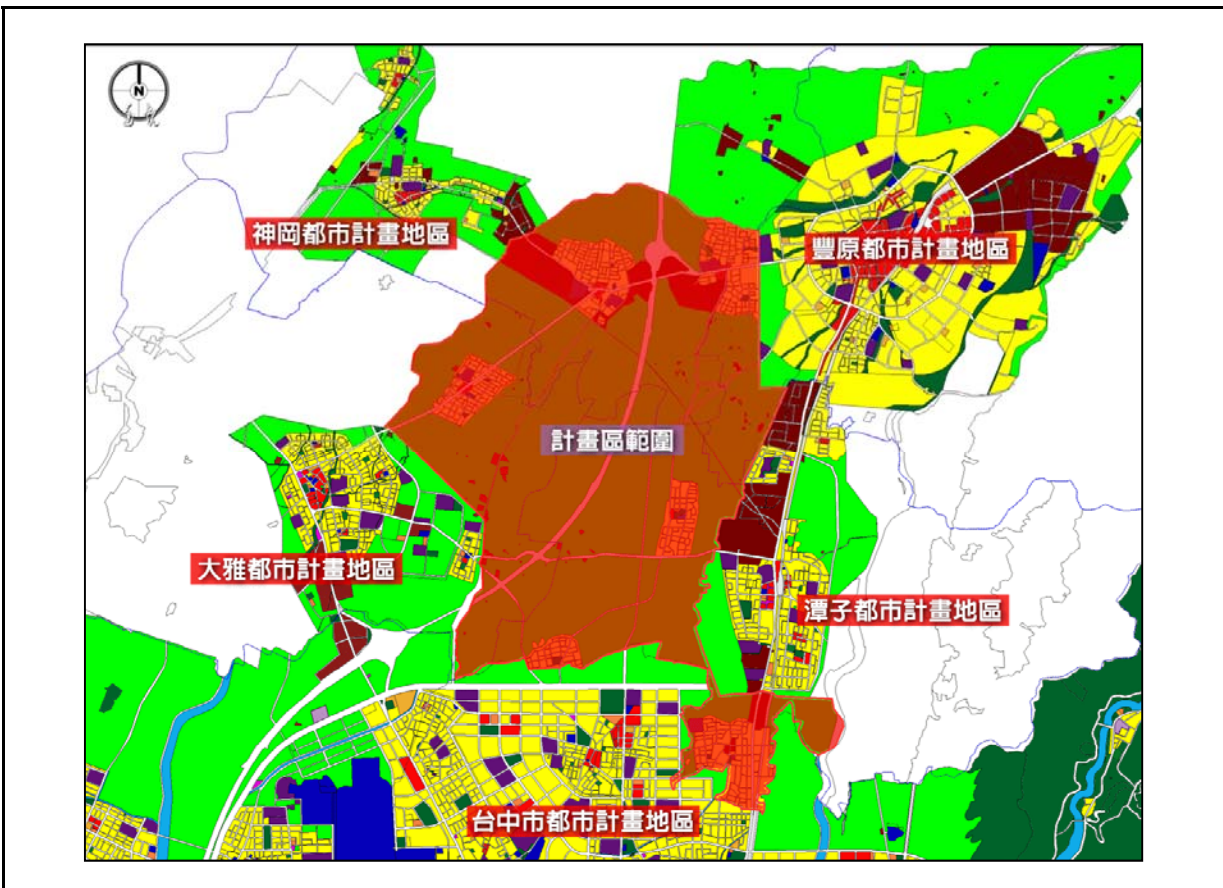 N
神岡都市計畫地區
豐原都市計畫地區
計畫區範圍
大雅都市計畫地區
潭子都市計畫地區
台中市都市計畫地區